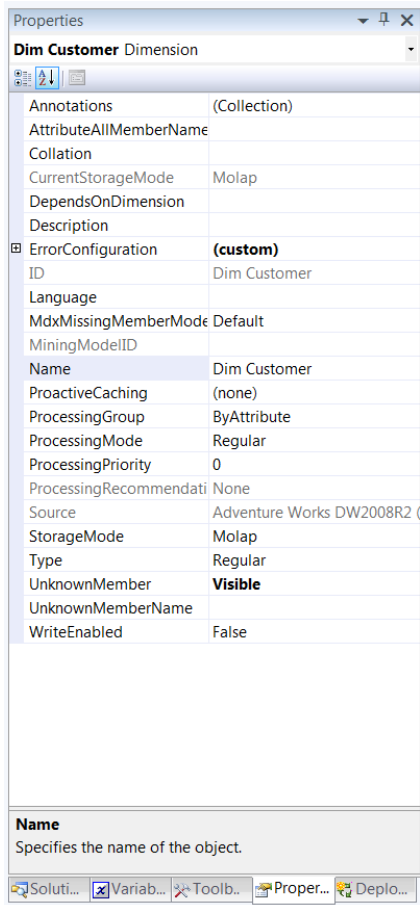 Properties
Dim Customer Dimension
Annotations (Collection)
AttributeAllMemberName
Collation
CurrentStorageMode Molap
DependsOnDimension
Description
ErrorConfiguration (custom)
ID Dim Customer
Language
MdxMissingMemberMode Default
MiningModelID
Name Dim Customer
ProactiveCaching (none)
ProcessingGroup ByAttribute
ProcessingMode Regular
ProcessingPriority 0
ProcessingRecommendati None
Source Adventure Works DW2008R2 (
StorageMode Molap
Type Regular
UnknownMember Visible
UnknownMemberName
WriteEnabled False
Name
Specifies the name of the object.
Soluti... Variab... Toolb... Proper... Deplo...